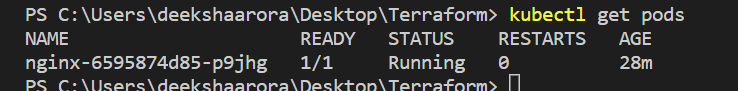 PS C:\Users\deekshaarora\Desktop\Terraform> kubectl get pods
NAME READY STATUS RESTARTS AGE
nginx-6595874d85-p9jhg 1/1 Running 0 28m
PS C:\Users\deekshaarora\Desktop\Terraform>